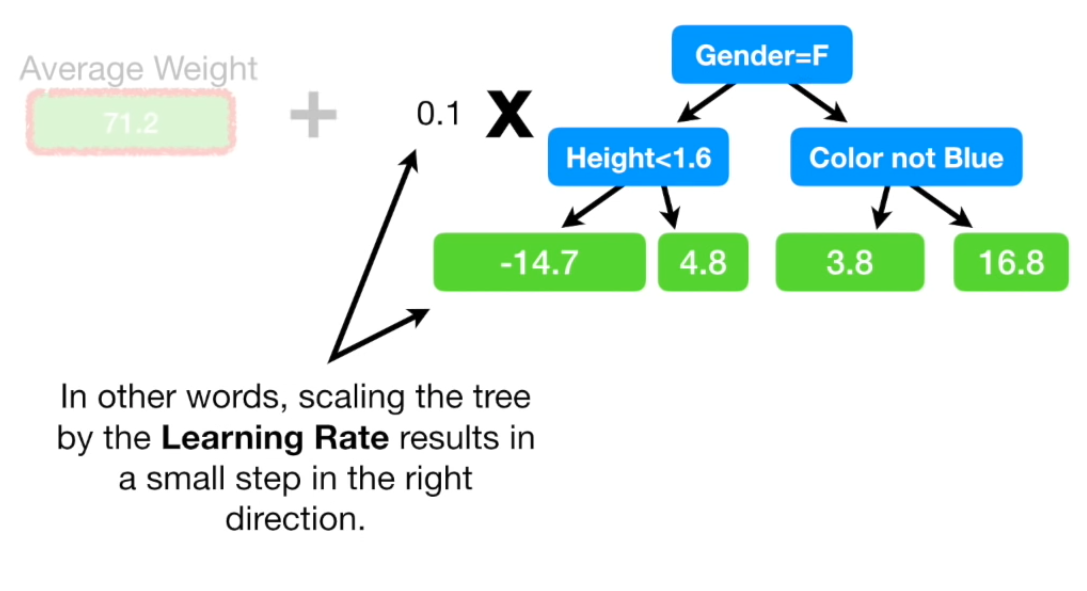 Average Weight
71.2
+
0.1 X
Gender=F
Height<1.6
Color not Blue
-14.7
4.8
3.8
16.8
In other words, scaling the tree
by the Learning Rate results in
a small step in the right
direction.